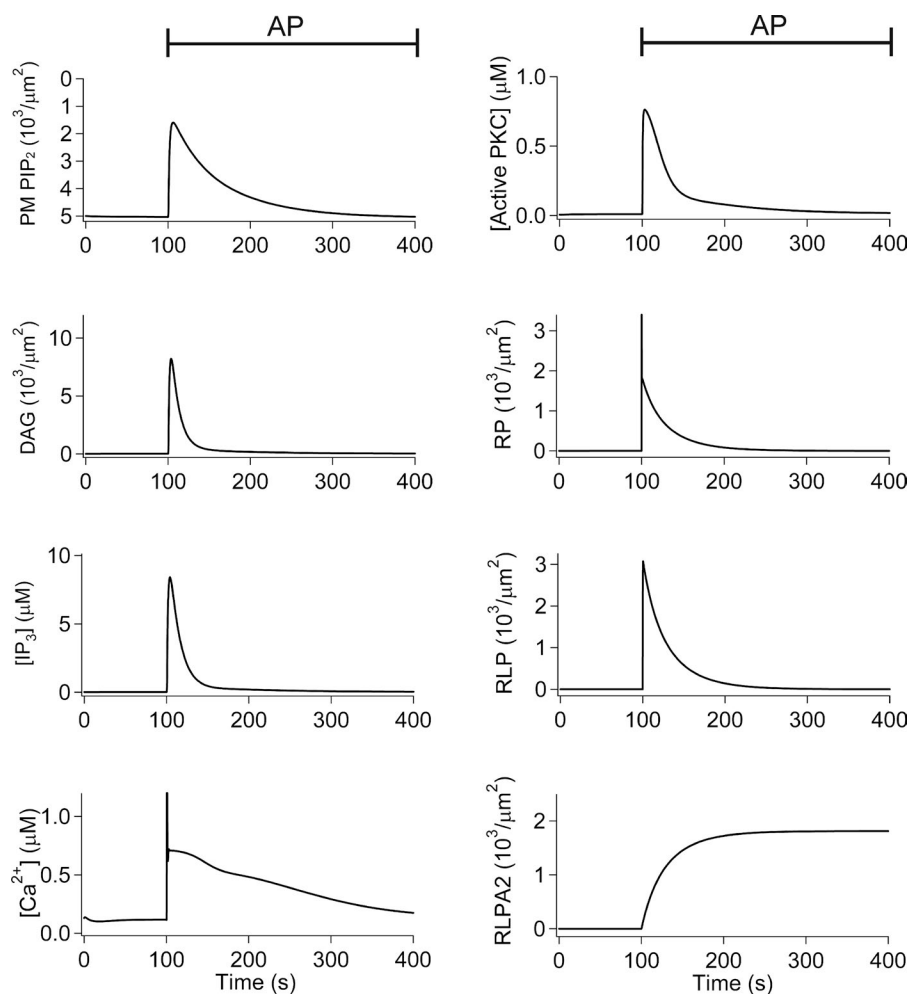 AP
AP
PM PIP₂ (10³/μm²)
0
1
2
3
4
5
0 100 200 300 400
[Active PKC] (μM)
1.0
0.5
0.0
0 100 200 300 400
DAG (10³/μm²)
10
5
0
0 100 200 300 400
RP (10³/μm²)
3
2
1
0
0 100 200 300 400
[IP₃] (μM)
10
5
0
0 100 200 300 400
RLP (10³/μm²)
3
2
1
0
0 100 200 300 400
[Ca²⁺] (μM)
1.0
0.5
0.0
0 100 200 300 400
Time (s)
RLPA2 (10³/μm²)
2
1
0
0 100 200 300 400
Time (s)